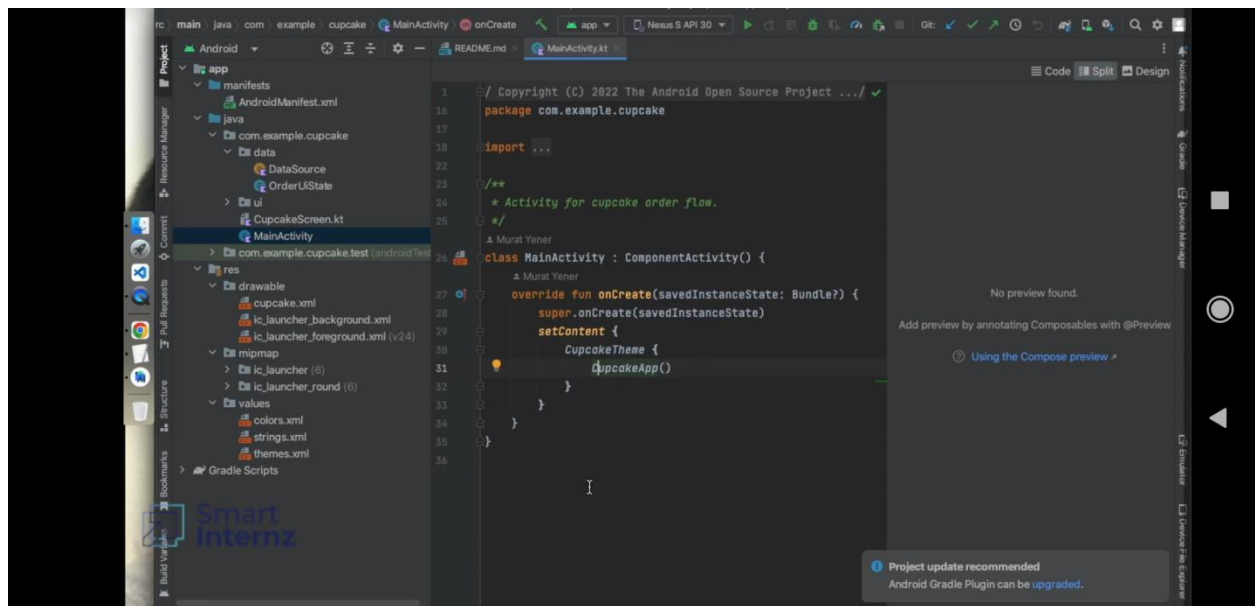 rc main java com example cupcake MainActivity onCreate app Nexus S API 30 Git:
Project
Android
README.md
MainActivity.kt
Code Split Design
Notifications
app
manifests
AndroidManifest.xml
java
com.example.cupcake
data
DataSource
OrderUiState
ui
CupcakeScreen.kt
MainActivity
com.example.cupcake.test (androidTest
res
drawable
cupcake.xml
ic_launcher_background.xml
ic_launcher_foreground.xml (v24)
mipmap
ic_launcher (6)
ic_launcher_round (6)
values
colors.xml
strings.xml
themes.xml
Gradle Scripts
Resource Manager
Commit
Pull Requests
Structure
Bookmarks
Build Variants
1 / Copyright (C) 2022 The Android Open Source Project .../
16 package com.example.cupcake
17
18 import ...
22
23 /**
24 * Activity for cupcake order flow.
25 */
Murat Yener
26 class MainActivity : ComponentActivity() {
Murat Yener
27 override fun onCreate(savedInstanceState: Bundle?) {
28 super.onCreate(savedInstanceState)
29 setContent {
30 CupcakeTheme {
31 CupcakeApp()
32 }
33 }
34 }
35 }
36
No preview found.
Add preview by annotating Composables with @Preview
Using the Compose preview
Gradle
Device Manager
Emulator
Device File Explorer
Smart
Internz
Project update recommended
Android Gradle Plugin can be upgraded.